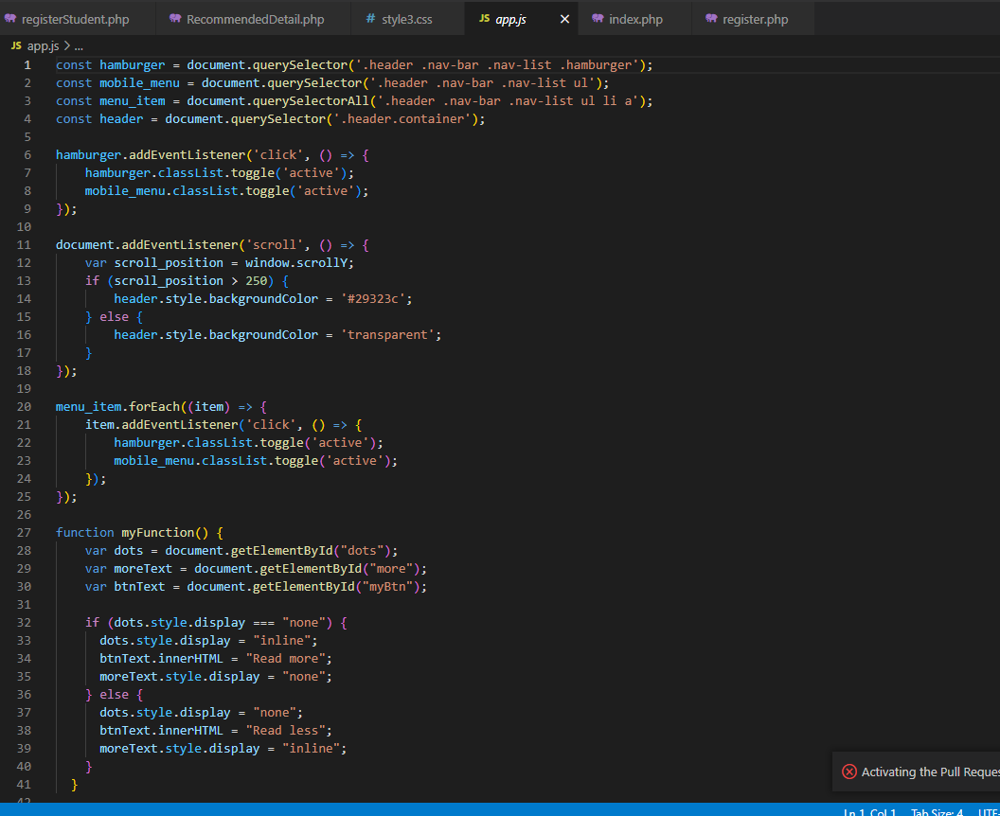 registerStudent.php RecommendedDetail.php # style3.css JS app.js × index.php register.php
JS app.js > ...
1 const hamburger = document.querySelector('.header .nav-bar .nav-list .hamburger');
2 const mobile_menu = document.querySelector('.header .nav-bar .nav-list ul');
3 const menu_item = document.querySelectorAll('.header .nav-bar .nav-list ul li a');
4 const header = document.querySelector('.header.container');
5
6 hamburger.addEventListener('click', () => {
7 hamburger.classList.toggle('active');
8 mobile_menu.classList.toggle('active');
9 });
10
11 document.addEventListener('scroll', () => {
12 var scroll_position = window.scrollY;
13 if (scroll_position > 250) {
14 header.style.backgroundColor = '#29323c';
15 } else {
16 header.style.backgroundColor = 'transparent';
17 }
18 });
19
20 menu_item.forEach((item) => {
21 item.addEventListener('click', () => {
22 hamburger.classList.toggle('active');
23 mobile_menu.classList.toggle('active');
24 });
25 });
26
27 function myFunction() {
28 var dots = document.getElementById("dots");
29 var moreText = document.getElementById("more");
30 var btnText = document.getElementById("myBtn");
31
32 if (dots.style.display === "none") {
33 dots.style.display = "inline";
34 btnText.innerHTML = "Read more";
35 moreText.style.display = "none";
36 } else {
37 dots.style.display = "none";
38 btnText.innerHTML = "Read less";
39 moreText.style.display = "inline";
40 }
41 }
42
Activating the Pull Reques
Ln 1, Col 1 Tab Size: 4 UTF-